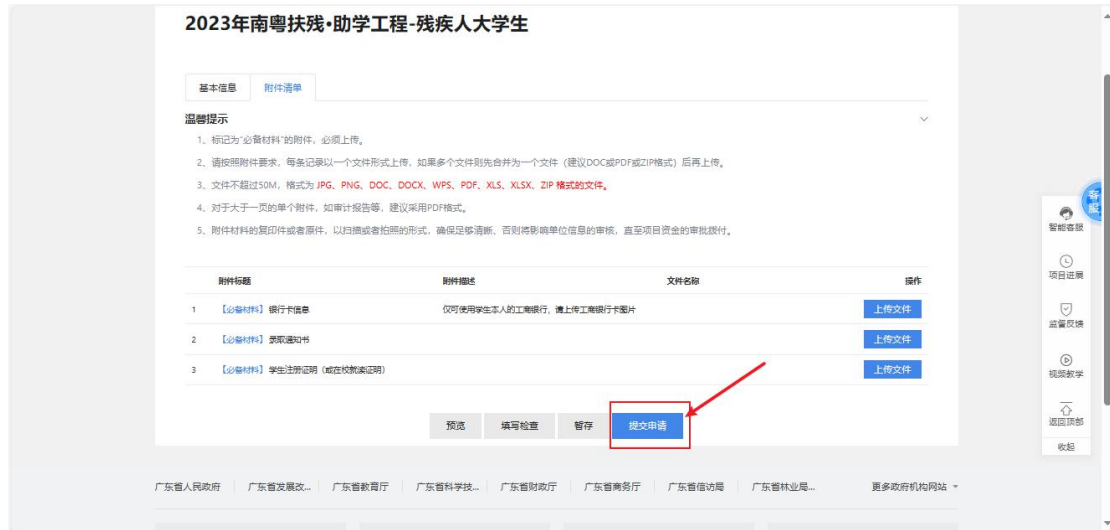 2023年南粤扶残•助学工程-残疾人大学生
基本信息 附件清单
温馨提示
1、标记为“必备材料”的附件，必须上传。
2、请按照附件要求，每条记录以一个文件形式上传，如果多个文件则先合并为一个文件（建议DOC或PDF或ZIP格式）后再上传。
3、文件不超过50M，格式为 JPG、PNG、DOC、DOCX、WPS、PDF、XLS、XLSX、ZIP 格式的文件。
4、对于大于一页的单个附件，如审计报告等，建议采用PDF格式。
5、附件材料的复印件或者原件，以扫描或者拍照的形式，确保足够清晰、否则将影响单位信息的审核，直至项目资金的审批拨付。
附件标题 附件描述 文件名称 操作
1 【必备材料】银行卡信息 仅可使用学生本人的工商银行，请上传工商银行卡图片 上传文件
2 【必备材料】录取通知书 上传文件
3 【必备材料】学生注册证明（或在校就读证明） 上传文件
预览 填写检查 暂存 提交申请
客服
智能客服
项目进展
监督反馈
视频教学
返回顶部
收起
广东省人民政府 广东省发展改... 广东省教育厅 广东省科学技... 广东省财政厅 广东省商务厅 广东省信访局 广东省林业局... 更多政府机构网站